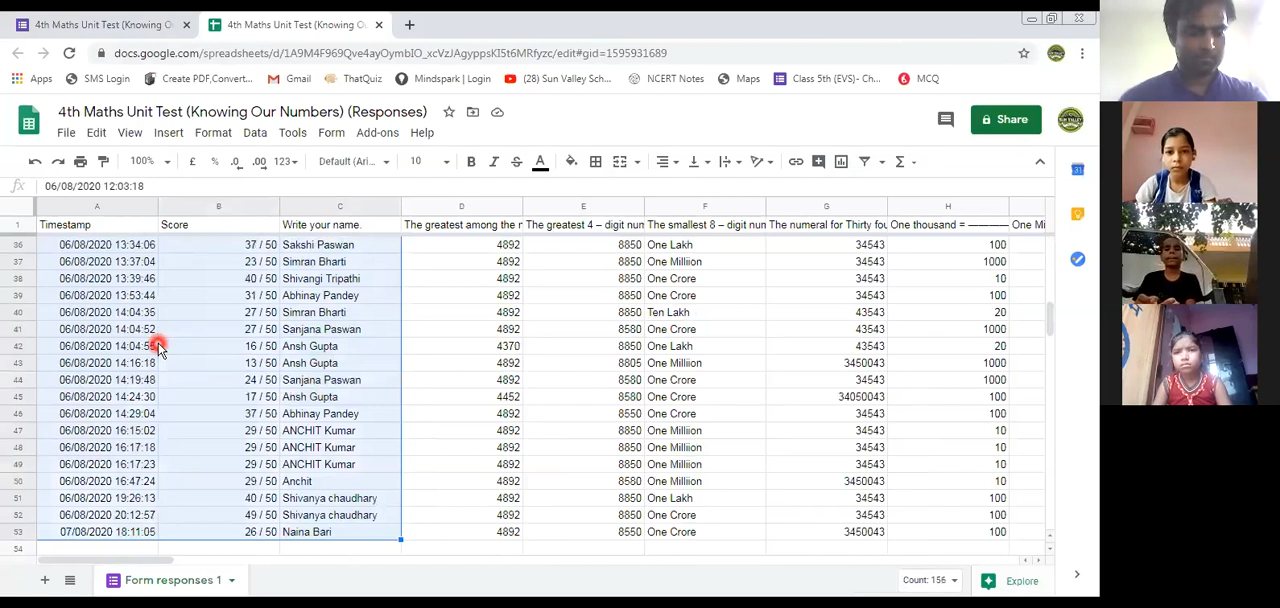 4th Maths Unit Test (Knowing O
4th Maths Unit Test (Knowing Ou
docs.google.com/spreadsheets/d/1A9M4F969Qve4ayOymbIO_xcVzJAgyppsKI5t6MRfyzc/edit#gid=1595931689
Apps SMS Login Create PDF,Convert... Gmail ThatQuiz Mindspark | Login (28) Sun Valley Sch... NCERT Notes Maps Class 5th (EVS)- Ch... MCQ
4th Maths Unit Test (Knowing Our Numbers) (Responses)
File Edit View Insert Format Data Tools Form Add-ons Help
Share
100% £ % .0 .00 123 Default (Ari... 10 B I S A
fx 06/08/2020 12:03:18
A B C D E F G H
1 Timestamp Score Write your name. The greatest among the n The greatest 4 – digit num The smallest 8 – digit num The numeral for Thirty fou One thousand = ———— One Mi
36 06/08/2020 13:34:06 37 / 50 Sakshi Paswan 4892 8850 One Lakh 34543 100
37 06/08/2020 13:37:04 23 / 50 Simran Bharti 4892 8850 One Milliion 34543 1000
38 06/08/2020 13:39:46 40 / 50 Shivangi Tripathi 4892 8850 One Crore 34543 10
39 06/08/2020 13:53:44 31 / 50 Abhinay Pandey 4892 8850 One Crore 34543 100
40 06/08/2020 14:04:35 27 / 50 Simran Bharti 4892 8850 Ten Lakh 43543 20
41 06/08/2020 14:04:52 27 / 50 Sanjana Paswan 4892 8580 One Crore 43543 1000
42 06/08/2020 16 / 50 Ansh Gupta 4370 8850 One Lakh 43543 20
43 06/08/2020 14:16:18 13 / 50 Ansh Gupta 4892 8805 One Milliion 3450043 1000
44 06/08/2020 14:19:48 24 / 50 Sanjana Paswan 4892 8580 One Crore 34543 1000
45 06/08/2020 14:24:30 17 / 50 Ansh Gupta 4452 8580 One Crore 34050043 100
46 06/08/2020 14:29:04 37 / 50 Abhinay Pandey 4892 8550 One Crore 34543 100
47 06/08/2020 16:15:02 29 / 50 ANCHIT Kumar 4892 8850 One Milliion 34543 10
48 06/08/2020 16:17:18 29 / 50 ANCHIT Kumar 4892 8850 One Milliion 34543 10
49 06/08/2020 16:17:23 29 / 50 ANCHIT Kumar 4892 8850 One Milliion 34543 10
50 06/08/2020 16:47:24 29 / 50 Anchit 4892 8850 One Milliion 3450043 10
51 06/08/2020 19:26:13 40 / 50 Shivanya chaudhary 4892 8850 One Lakh 34543 100
52 06/08/2020 20:12:57 49 / 50 Shivanya chaudhary 4892 8850 One Crore 34543 100
53 07/08/2020 18:11:05 26 / 50 Naina Bari 4892 8550 One Crore 3450043 100
54
Form responses 1 Count: 156 Explore